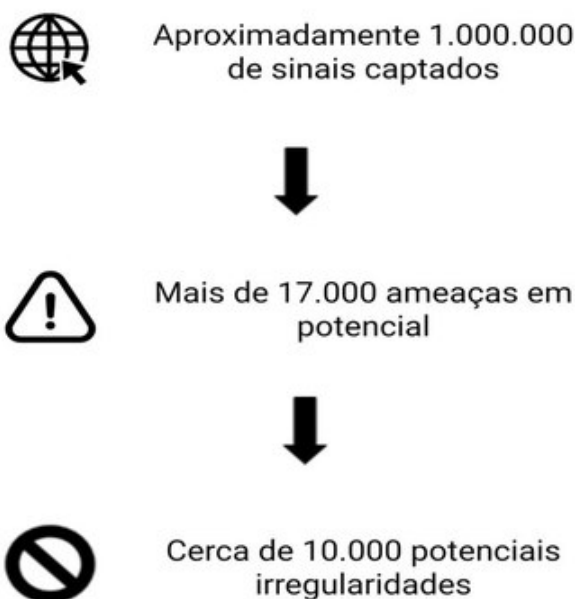 Aproximadamente 1.000.000
de sinais captados
Mais de 17.000 ameaças em
potencial
Cerca de 10.000 potenciais
irregularidades